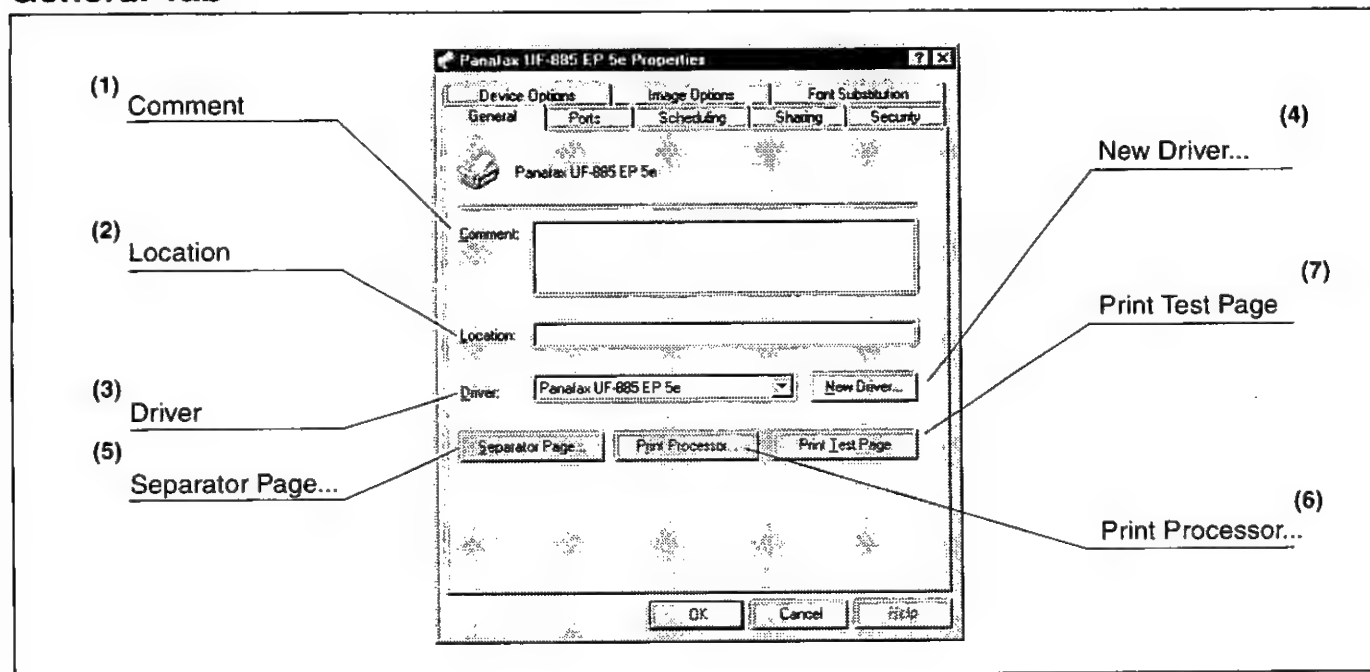 General Tab
(1)
Comment
(2)
Location
(3)
Driver
(5)
Separator Page...
Panafax UF-885 EP 5e Properties
Device Options Image Options Font Substitution
General Ports Scheduling Sharing Security
Panafax UF-885 EP 5e
Comment:
Location:
Driver: Panafax UF-885 EP 5e New Driver...
Separator Page... Print Processor... Print Test Page
OK Cancel Help
(4)
New Driver...
(7)
Print Test Page
(6)
Print Processor...